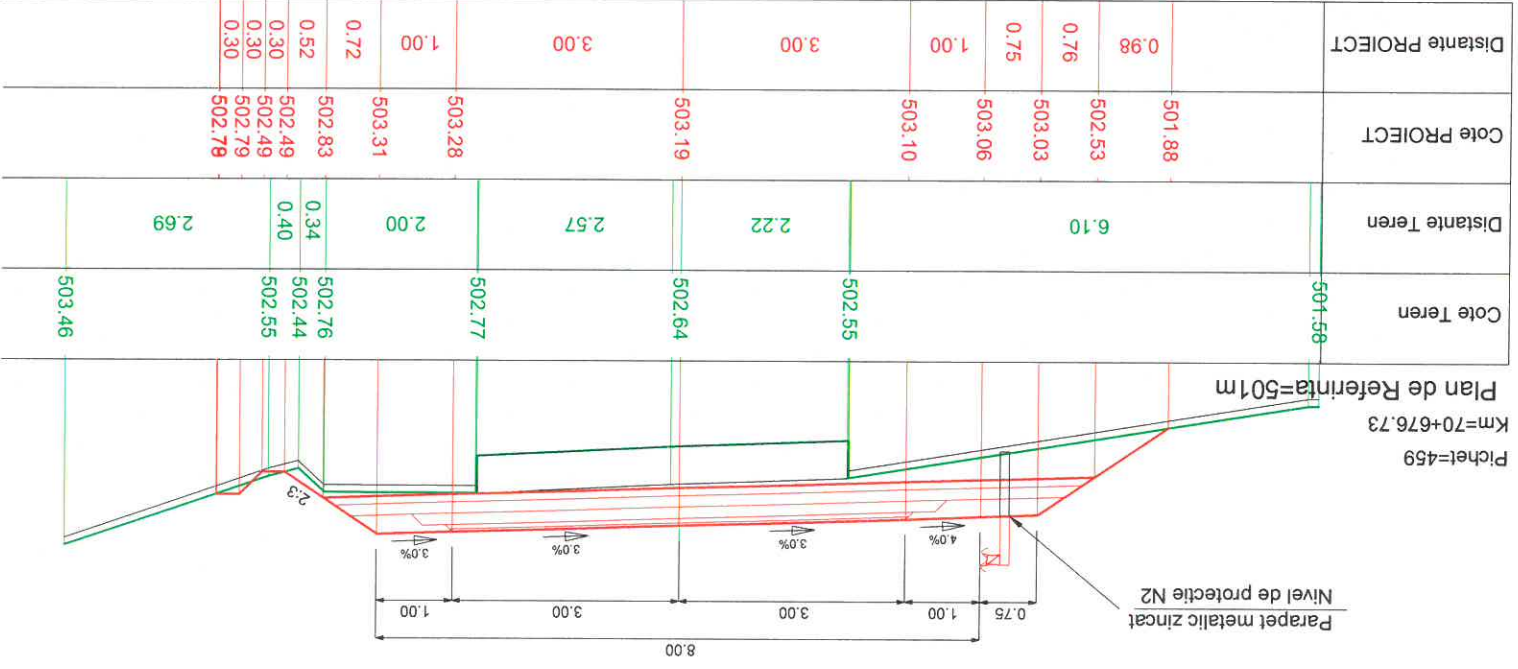 8.00
0.75 1.00 3.00 3.00 1.00
Parapet metalic zincat
Nivel de protectie N2
4.0% 3.0% 3.0% 3.0%
2:3
Pichet=459
Km=70+676.73
Plan de Referinta=501m
Cote Teren 501.58 502.55 502.64 502.77 502.76 502.44 502.55 503.46
Distante Teren 6.10 2.22 2.57 2.00 0.34 0.40 2.69
Cote PROIECT 501.88 502.53 503.03 503.06 503.10 503.19 503.28 503.31 502.83 502.49 502.49 502.79
Distante PROIECT 0.98 0.76 0.75 1.00 3.00 3.00 1.00 0.72 0.52 0.30 0.30 0.30